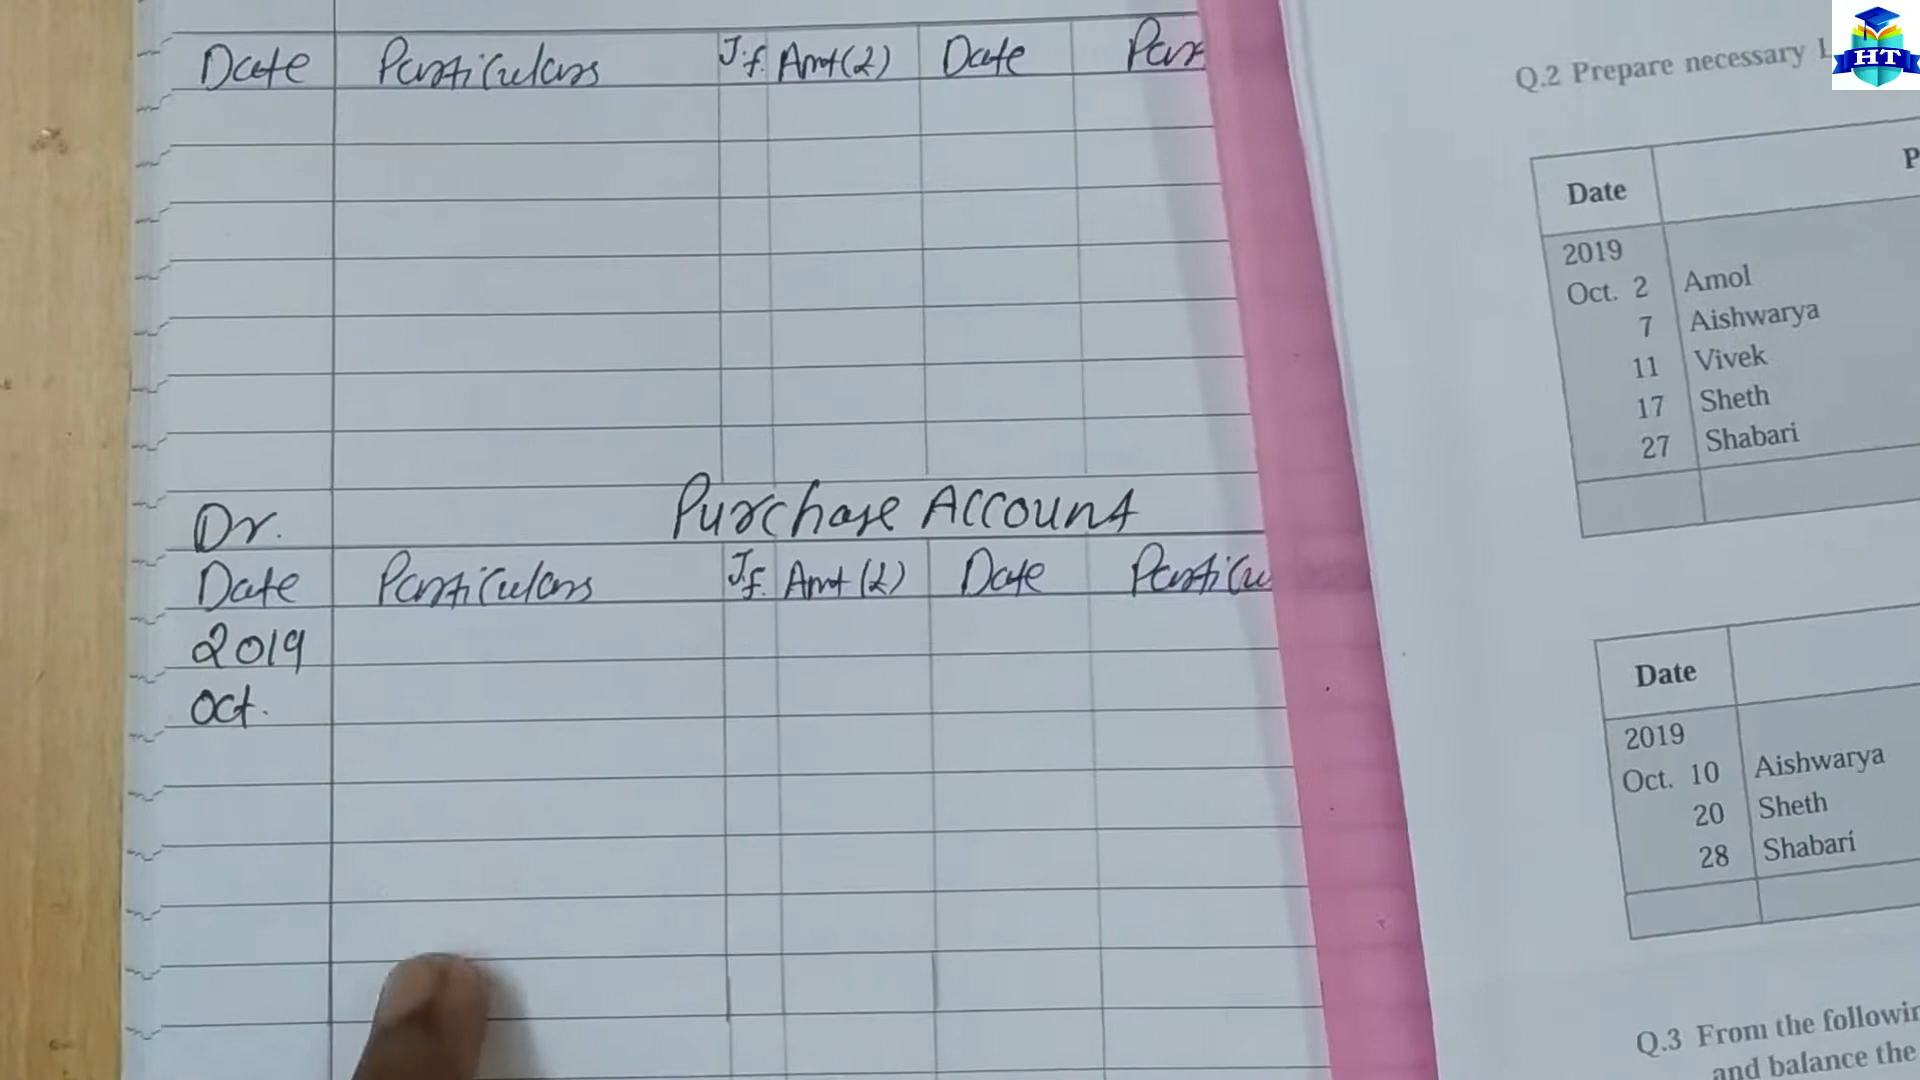 Date Particulars J.f. Amt(₹) Date Par
Dr. Purchase Account
Date Particulars J.f. Amt (₹) Date Particu
2019
Oct.
HT
Q.2 Prepare necessary L
Date P
2019
Oct. 2 Amol
7 Aishwarya
11 Vivek
17 Sheth
27 Shabari
Date
2019
Oct. 10 Aishwarya
20 Sheth
28 Shabari
Q.3 From the followin
and balance the